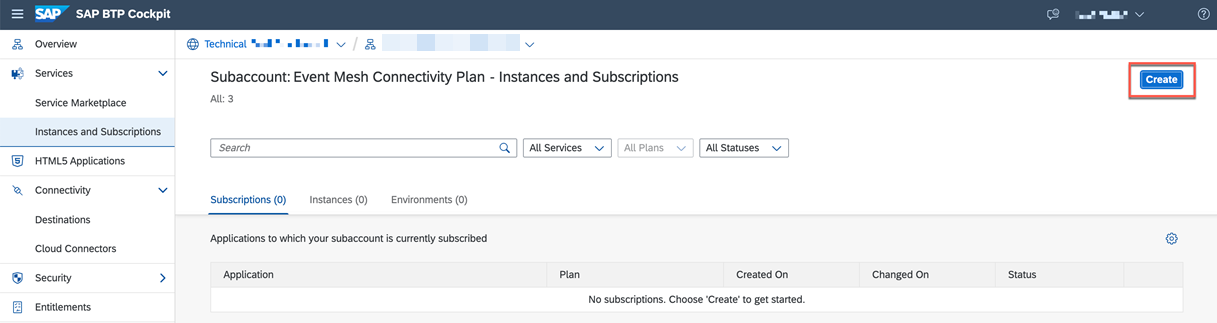 SAP SAP BTP Cockpit
Overview
Technical
Services
Subaccount: Event Mesh Connectivity Plan - Instances and Subscriptions
Create
All: 3
Service Marketplace
Instances and Subscriptions
Search
All Services
All Plans
All Statuses
HTML5 Applications
Connectivity
Subscriptions (0)
Instances (0)
Environments (0)
Destinations
Applications to which your subaccount is currently subscribed
Cloud Connectors
Security
Application
Plan
Created On
Changed On
Status
No subscriptions. Choose 'Create' to get started.
Entitlements